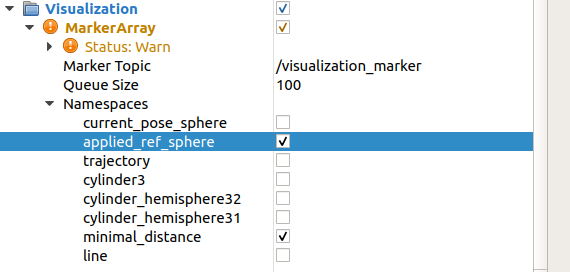 Visualization
MarkerArray
Status: Warn
Marker Topic /visualization_marker
Queue Size 100
Namespaces
current_pose_sphere
applied_ref_sphere
trajectory
cylinder3
cylinder_hemisphere32
cylinder_hemisphere31
minimal_distance
line